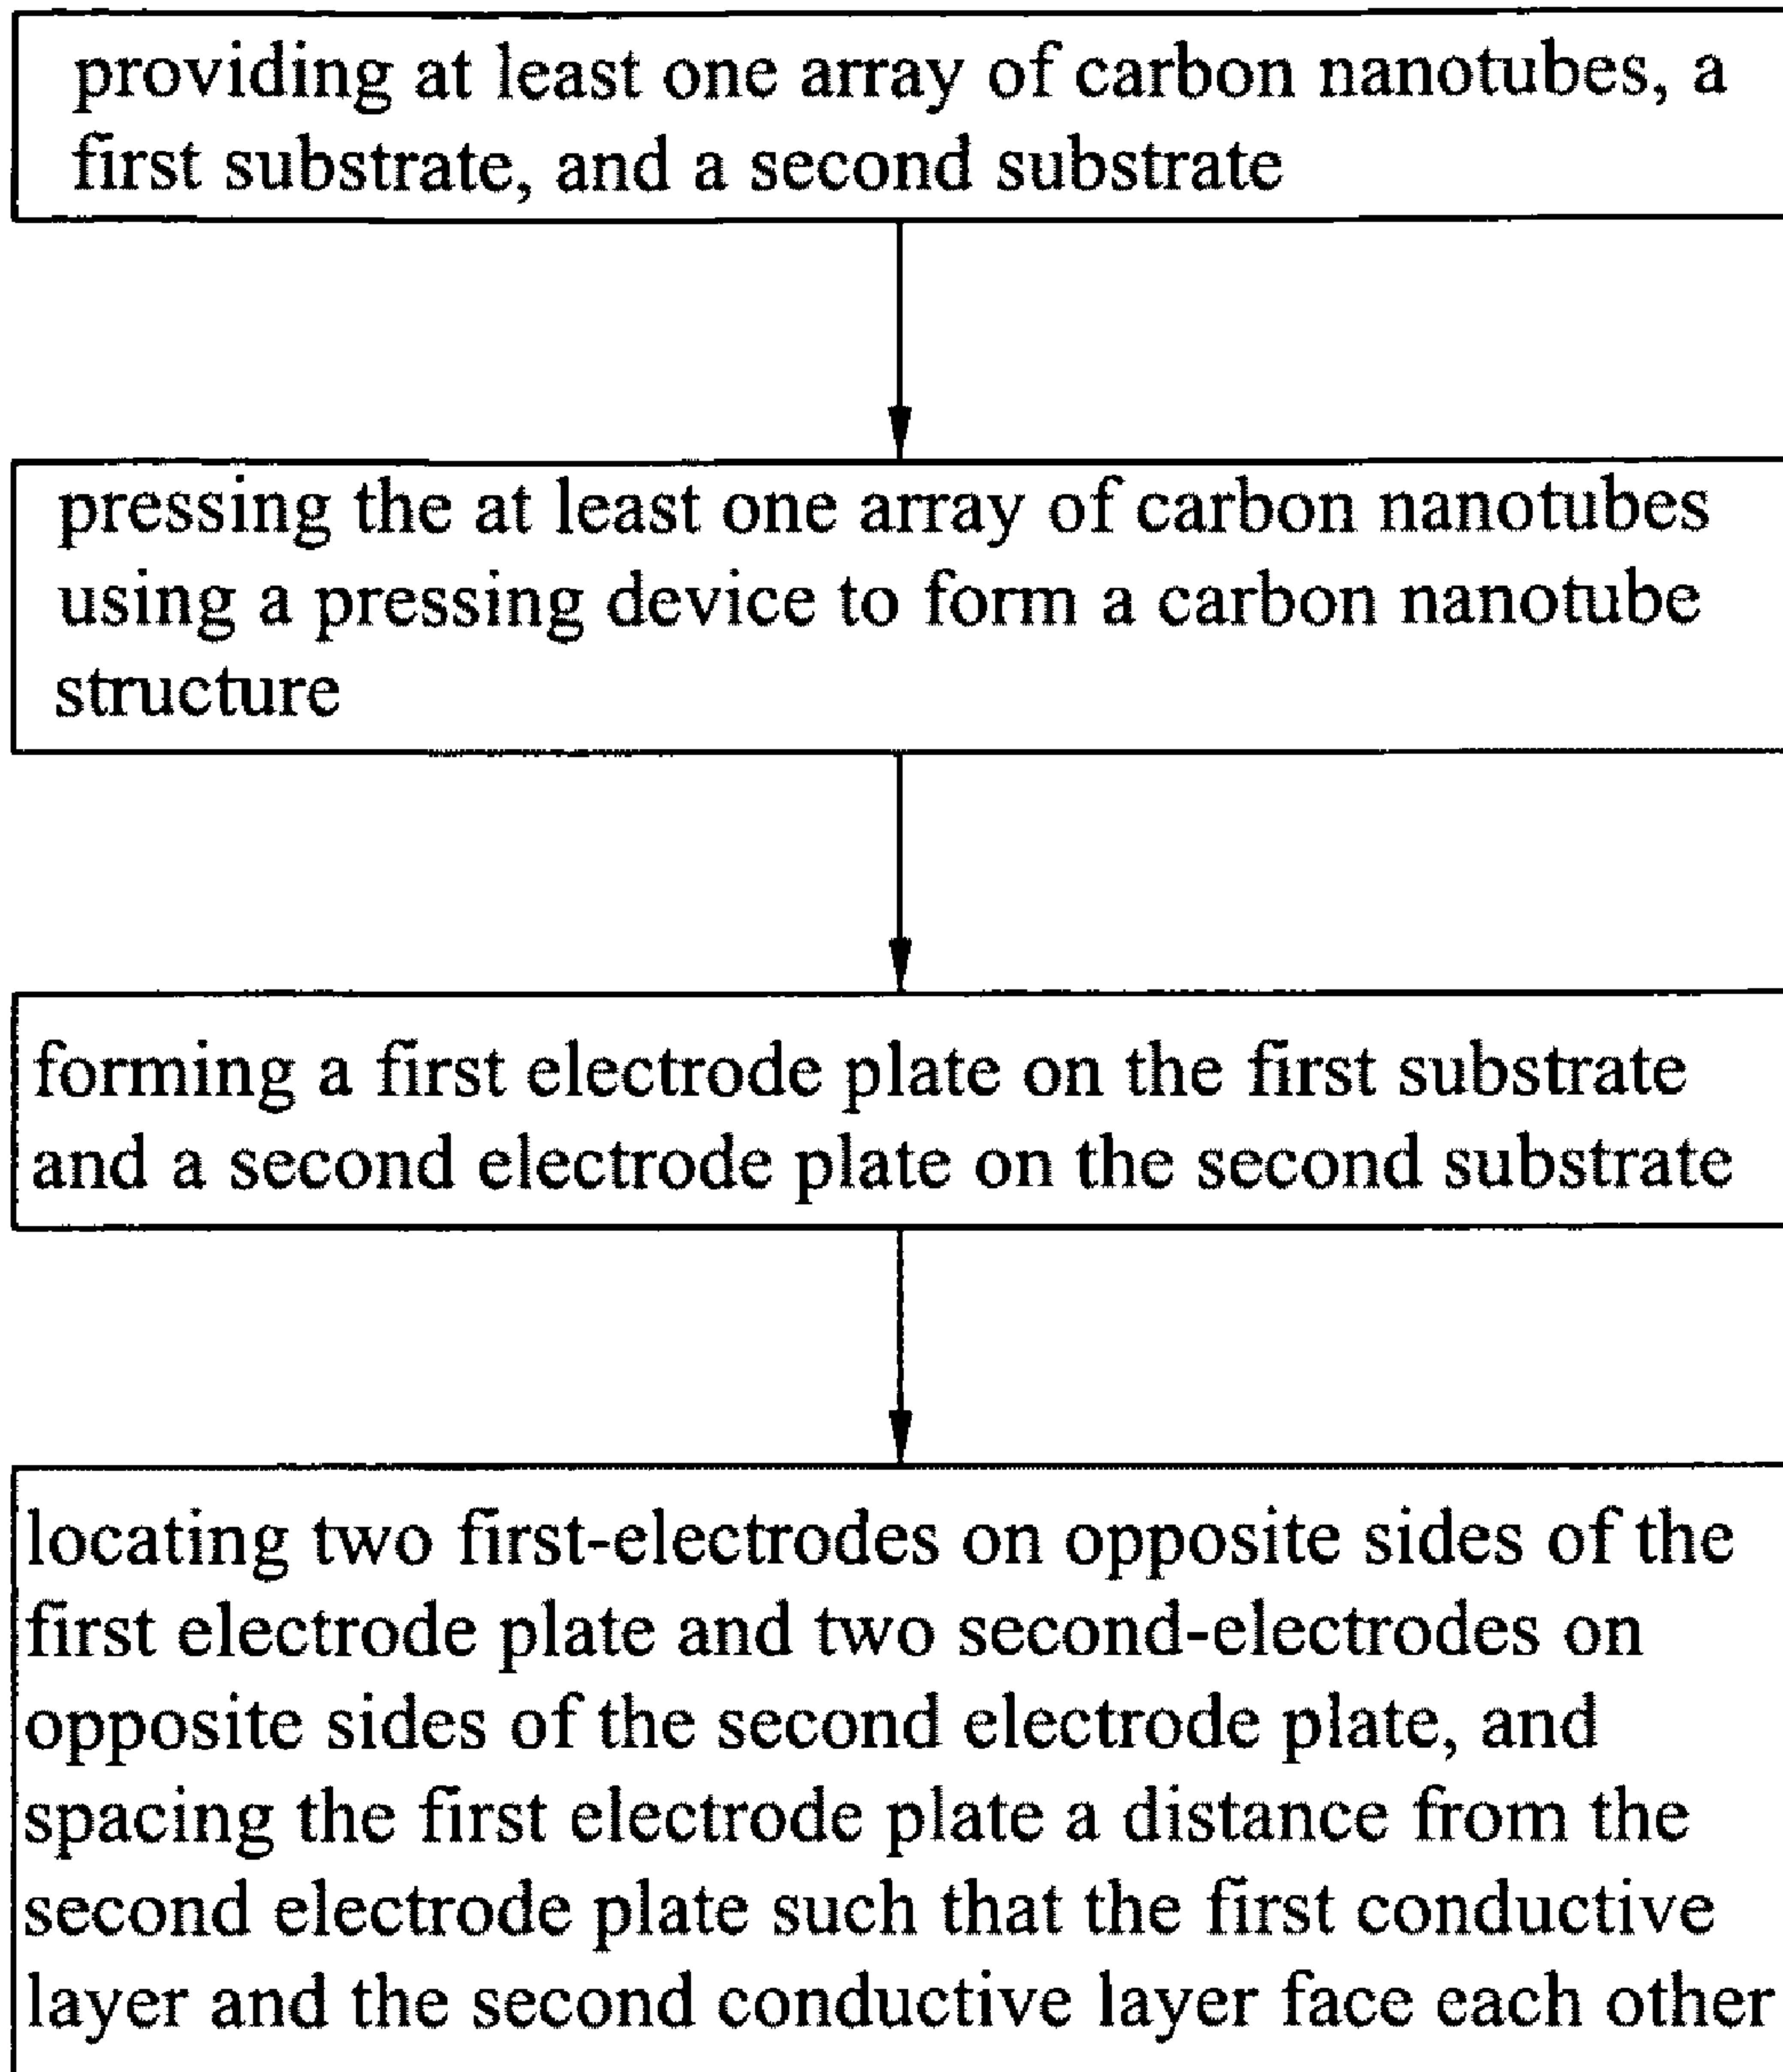 providing at least one array of carbon nanotubes, a
first substrate, and a second substrate
pressing the at least one array of carbon nanotubes
using a pressing device to form a carbon nanotube
structure
forming a first electrode plate on the first substrate
and a second electrode plate on the second substrate
locating two first-electrodes on opposite sides of the
first electrode plate and two second-electrodes on
opposite sides of the second electrode plate, and
spacing the first electrode plate a distance from the
second electrode plate such that the first conductive
layer and the second conductive layer face each other